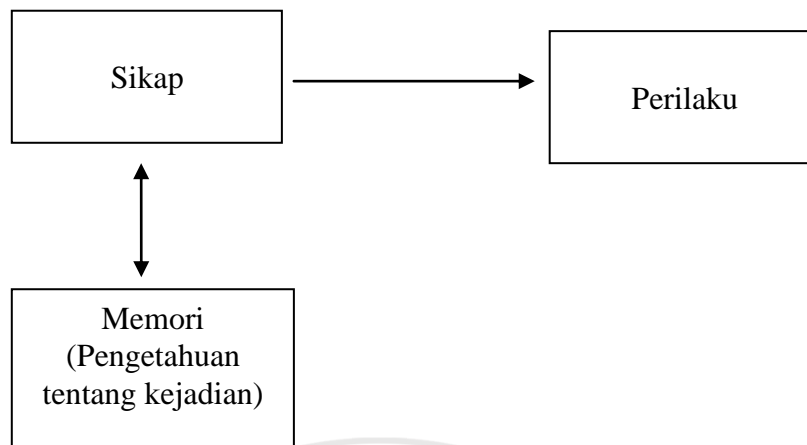 Sikap
Perilaku
Memori
(Pengetahuan
tentang kejadian)